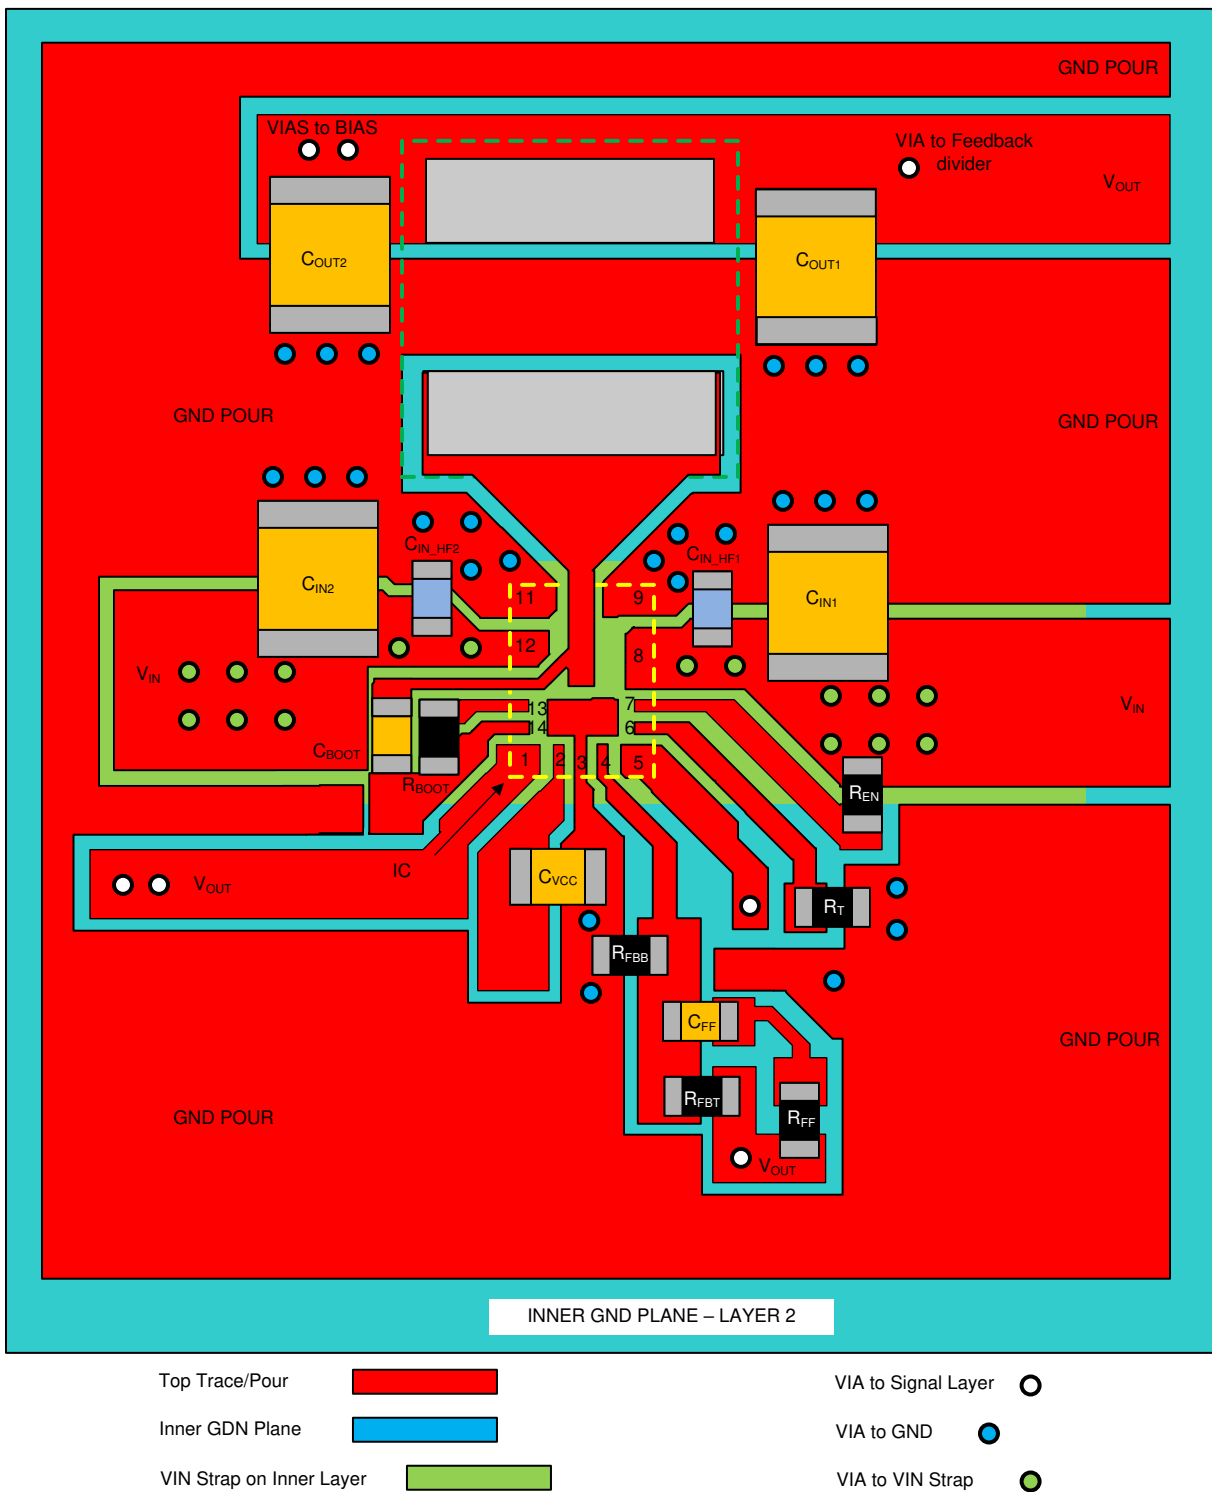 GND POUR
VIAS to BIAS
VIA to Feedback
divider
VOUT
COUT2
COUT1
GND POUR
GND POUR
CIN_HF2
CIN_HF1
CIN2
11
9
CIN1
12
8
VIN
VIN
13
7
14
6
CBOOT
RBOOT
1
2
3
4
5
REN
IC
VOUT
CVCC
RT
RFBB
CFF
GND POUR
RFBT
RFF
GND POUR
VOUT
INNER GND PLANE – LAYER 2
Top Trace/Pour
VIA to Signal Layer
Inner GDN Plane
VIA to GND
VIN Strap on Inner Layer
VIA to VIN Strap